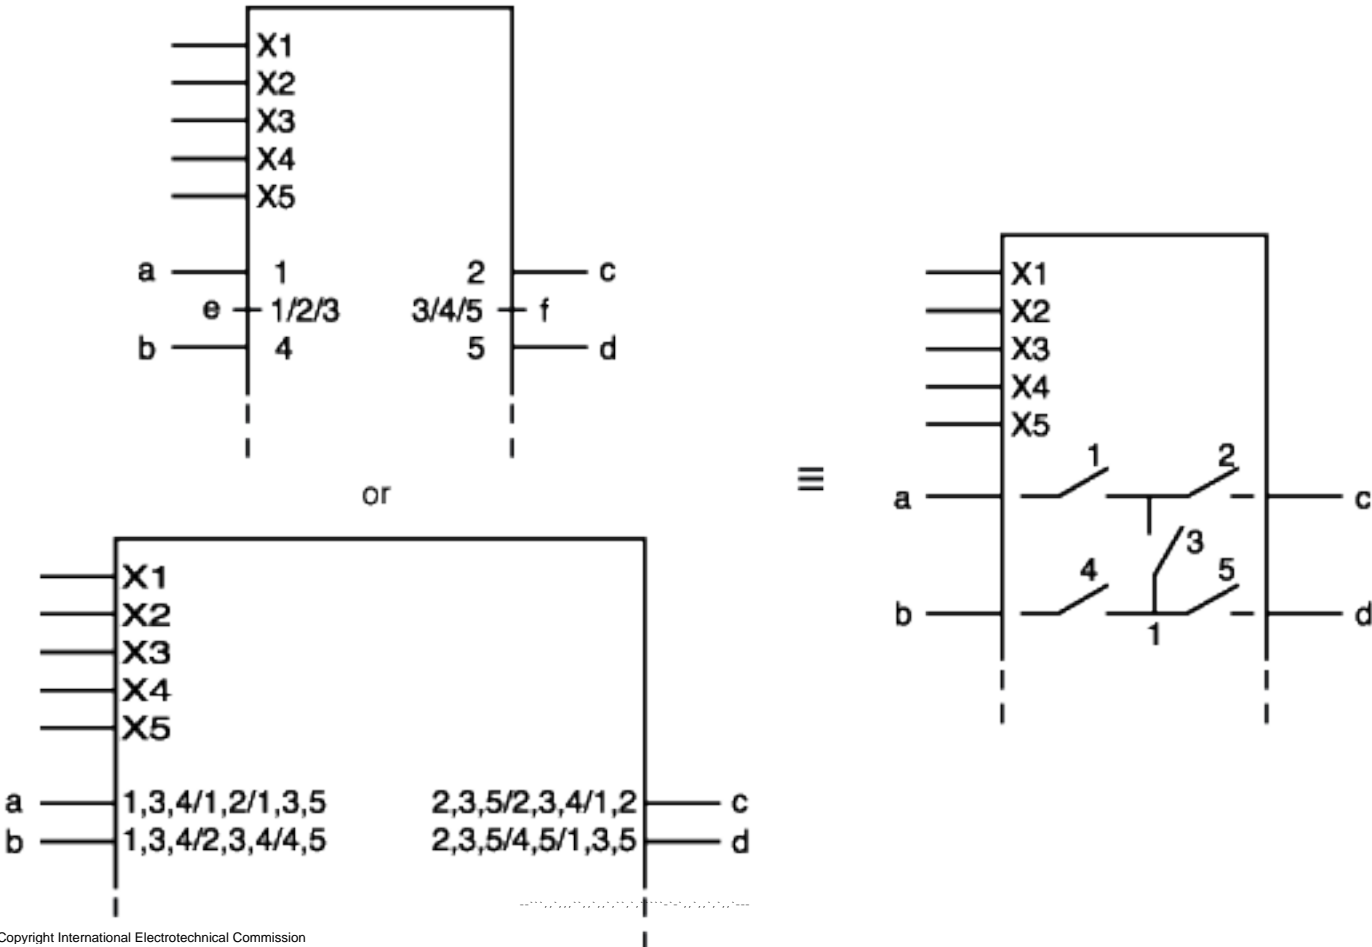 X1
X2
X3
X4
X5
a 1 2 c
e 1/2/3 3/4/5 f
b 4 5 d
or
X1
X2
X3
X4
X5
a 1,3,4/1,2/1,3,5 2,3,5/2,3,4/1,2 c
b 1,3,4/2,3,4/4,5 2,3,5/4,5/1,3,5 d
≡
X1
X2
X3
X4
X5
1 2
a c
3
4 5
b d
1
Copyright International Electrotechnical Commission